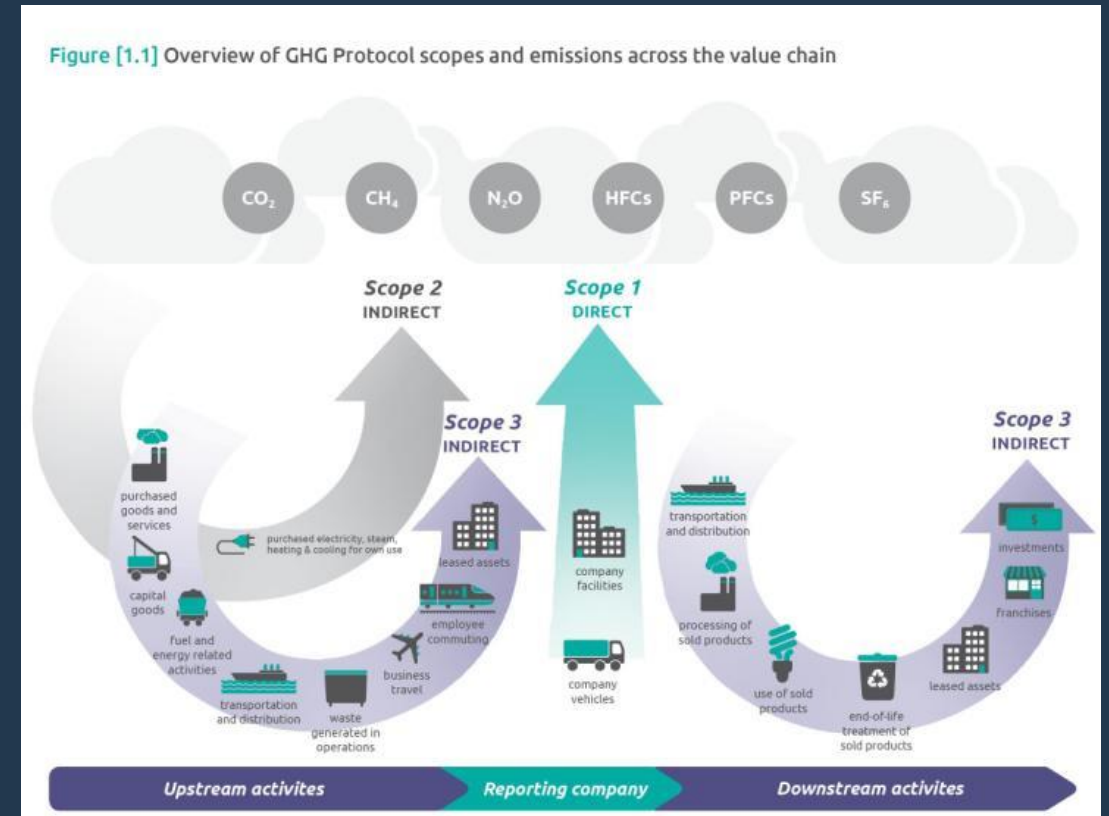 Figure [1.1] Overview of GHG Protocol scopes and emissions across the value chain
CO₂
CH₄
N₂O
HFCs
PFCs
SF₆
Scope 2
INDIRECT
Scope 1
DIRECT
Scope 3
INDIRECT
Scope 3
INDIRECT
purchased
goods and
services
capital
goods
fuel and
energy related
activities
purchased electricity, steam,
heating & cooling for own use
transportation
and distribution
waste
generated in
operations
business
travel
employee
commuting
leased assets
company
facilities
company
vehicles
transportation
and distribution
processing of
sold products
use of sold
products
end-of-life
treatment of
sold products
leased assets
franchises
investments
$
Upstream activites
Reporting company
Downstream activites